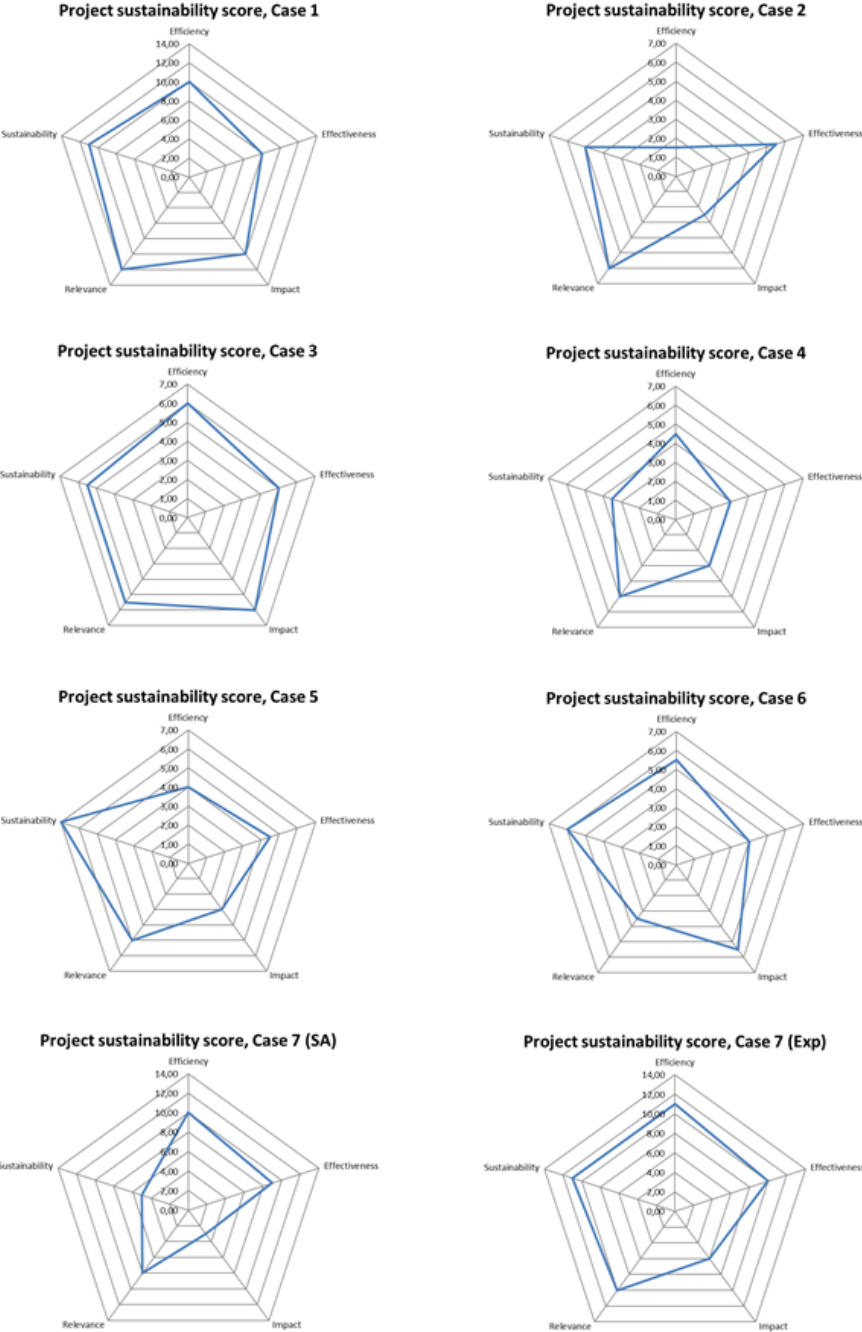 Project sustainability score, Case 1
Efficiency
14,00
12,00
10,00
8,00
6,00
4,00
2,00
0,00
Sustainability
Effectiveness
Relevance
Impact
Project sustainability score, Case 2
Efficiency
7,00
6,00
5,00
4,00
3,00
2,00
1,00
0,00
Sustainability
Effectiveness
Relevance
Impact
Project sustainability score, Case 3
Efficiency
7,00
6,00
5,00
4,00
3,00
2,00
1,00
0,00
Sustainability
Effectiveness
Relevance
Impact
Project sustainability score, Case 4
Efficiency
7,00
6,00
5,00
4,00
3,00
2,00
1,00
0,00
Sustainability
Effectiveness
Relevance
Impact
Project sustainability score, Case 5
Efficiency
7,00
6,00
5,00
4,00
3,00
2,00
1,00
0,00
Sustainability
Effectiveness
Relevance
Impact
Project sustainability score, Case 6
Efficiency
7,00
6,00
5,00
4,00
3,00
2,00
1,00
0,00
Sustainability
Effectiveness
Relevance
Impact
Project sustainability score, Case 7 (SA)
Efficiency
14,00
12,00
10,00
8,00
6,00
4,00
2,00
0,00
Sustainability
Effectiveness
Relevance
Impact
Project sustainability score, Case 7 (Exp)
Efficiency
14,00
12,00
10,00
8,00
6,00
4,00
2,00
0,00
Sustainability
Effectiveness
Relevance
Impact